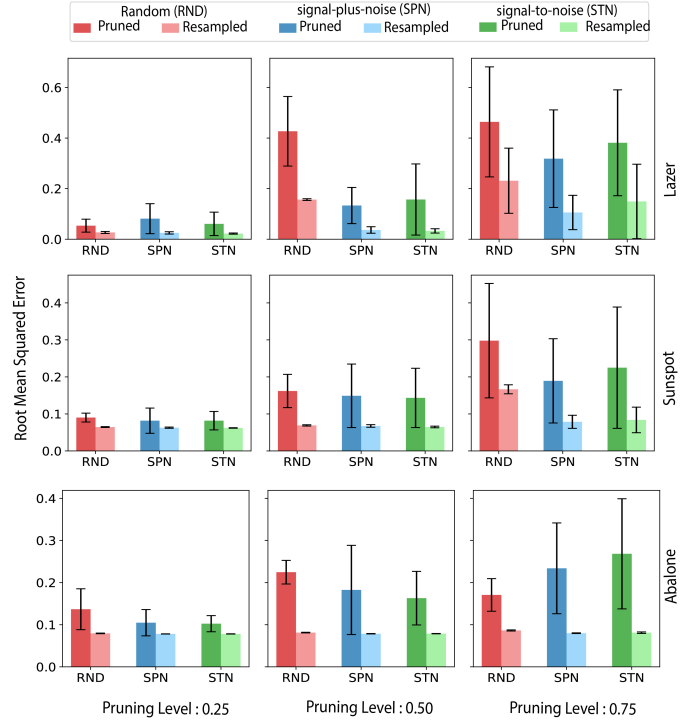 Random (RND) signal-plus-noise (SPN) signal-to-noise (STN)
Pruned Resampled Pruned Resampled Pruned Resampled
0.6
0.4
0.2
0.0
RND SPN STN RND SPN STN RND SPN STN
Lazer
Root Mean Squared Error
0.4
0.3
0.2
0.1
0.0
RND SPN STN RND SPN STN RND SPN STN
Sunspot
0.4
0.3
0.2
0.1
0.0
RND SPN STN RND SPN STN RND SPN STN
Abalone
Pruning Level : 0.25 Pruning Level : 0.50 Pruning Level : 0.75